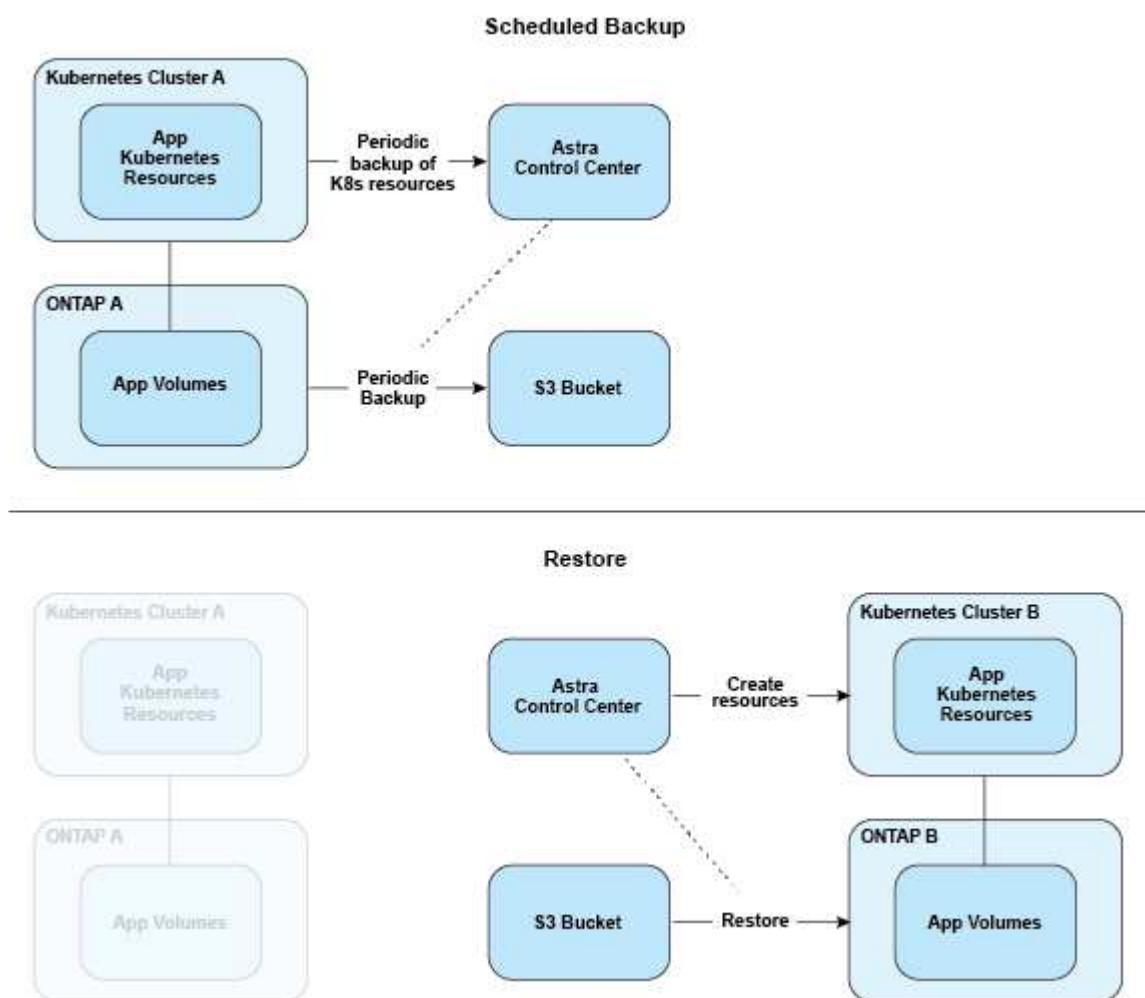 Scheduled Backup
Kubernetes Cluster A
App
Kubernetes
Resources
Periodic
backup of
K8s resources
Astra
Control Center
ONTAP A
App Volumes
Periodic
Backup
S3 Bucket
Restore
Kubernetes Cluster A
App
Kubernetes
Resources
Astra
Control Center
Create
resources
Kubernetes Cluster B
App
Kubernetes
Resources
ONTAP A
App Volumes
S3 Bucket
Restore
ONTAP B
App Volumes